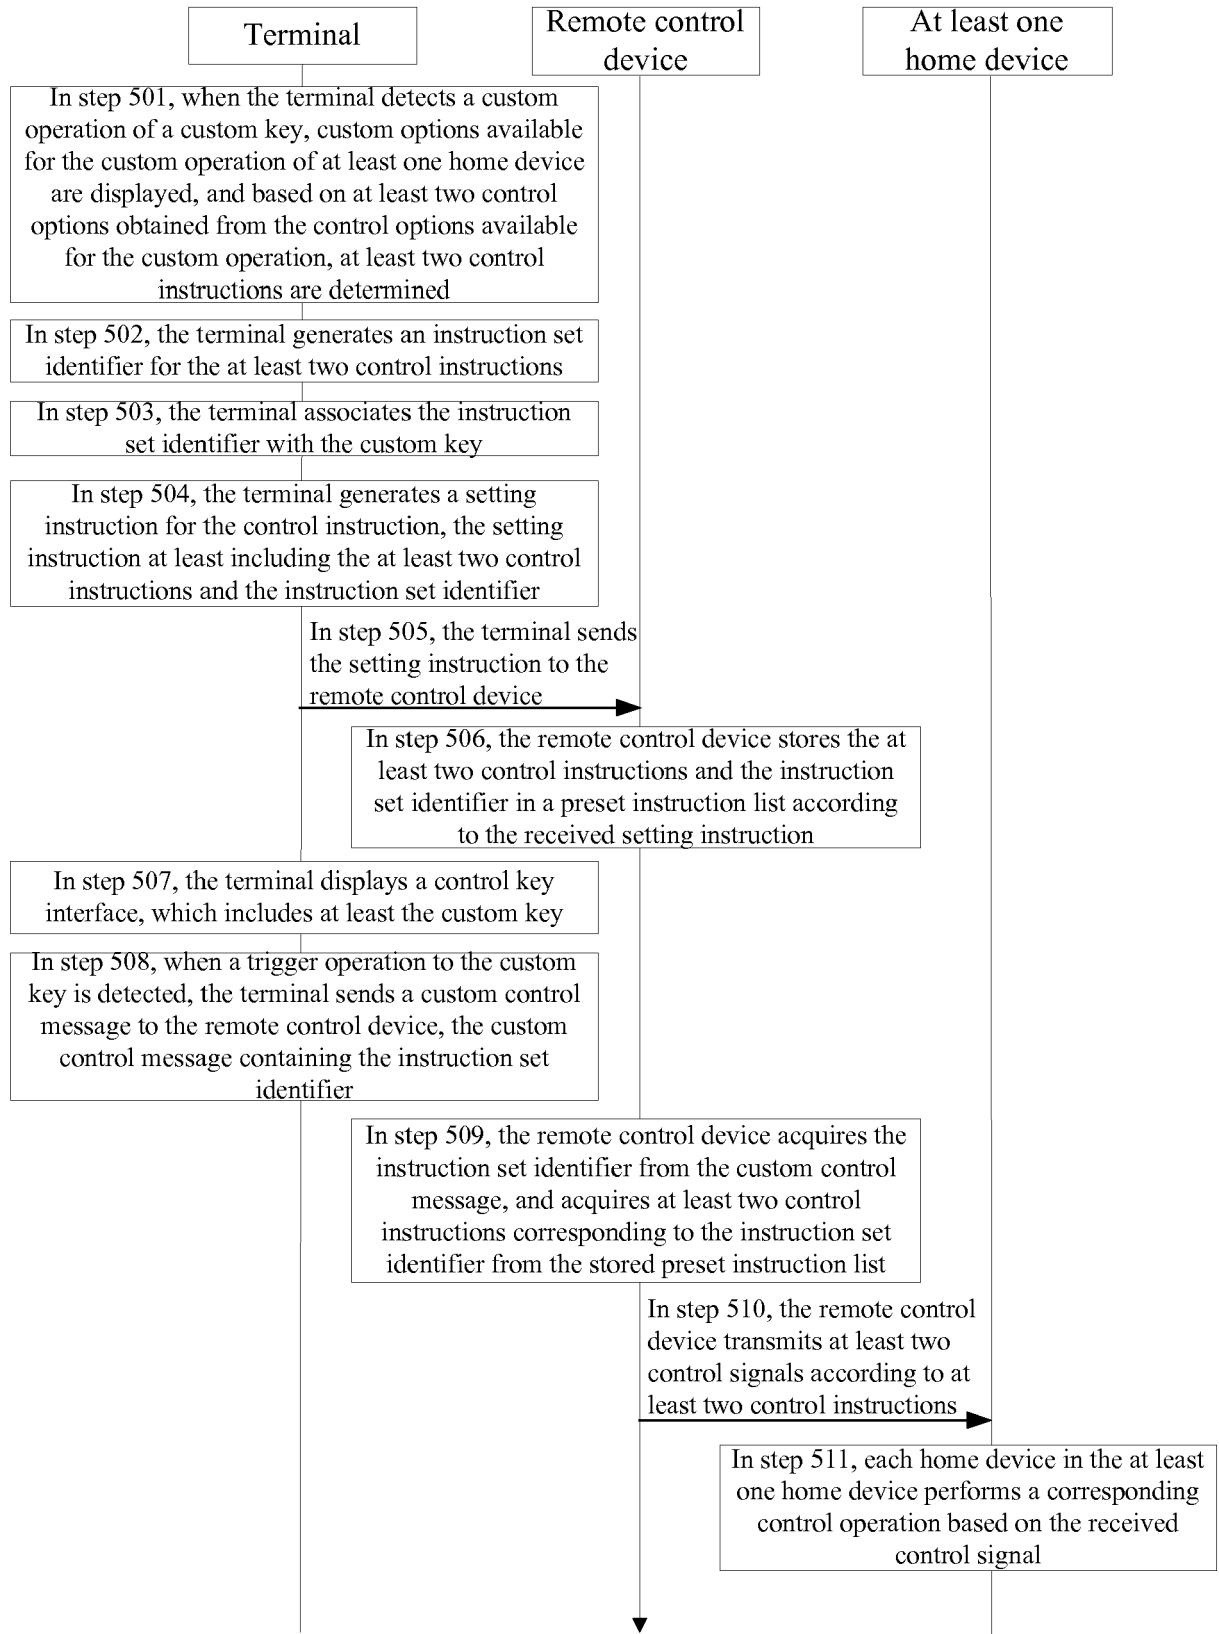 Terminal
Remote control
device
At least one
home device
In step 501, when the terminal detects a custom
operation of a custom key, custom options available
for the custom operation of at least one home device
are displayed, and based on at least two control
options obtained from the control options available
for the custom operation, at least two control
instructions are determined
In step 502, the terminal generates an instruction set
identifier for the at least two control instructions
In step 503, the terminal associates the instruction
set identifier with the custom key
In step 504, the terminal generates a setting
instruction for the control instruction, the setting
instruction at least including the at least two control
instructions and the instruction set identifier
In step 505, the terminal sends
the setting instruction to the
remote control device
In step 506, the remote control device stores the at
least two control instructions and the instruction
set identifier in a preset instruction list according
to the received setting instruction
In step 507, the terminal displays a control key
interface, which includes at least the custom key
In step 508, when a trigger operation to the custom
key is detected, the terminal sends a custom control
message to the remote control device, the custom
control message containing the instruction set
identifier
In step 509, the remote control device acquires the
instruction set identifier from the custom control
message, and acquires at least two control
instructions corresponding to the instruction set
identifier from the stored preset instruction list
In step 510, the remote control
device transmits at least two
control signals according to at
least two control instructions
In step 511, each home device in the at least
one home device performs a corresponding
control operation based on the received
control signal